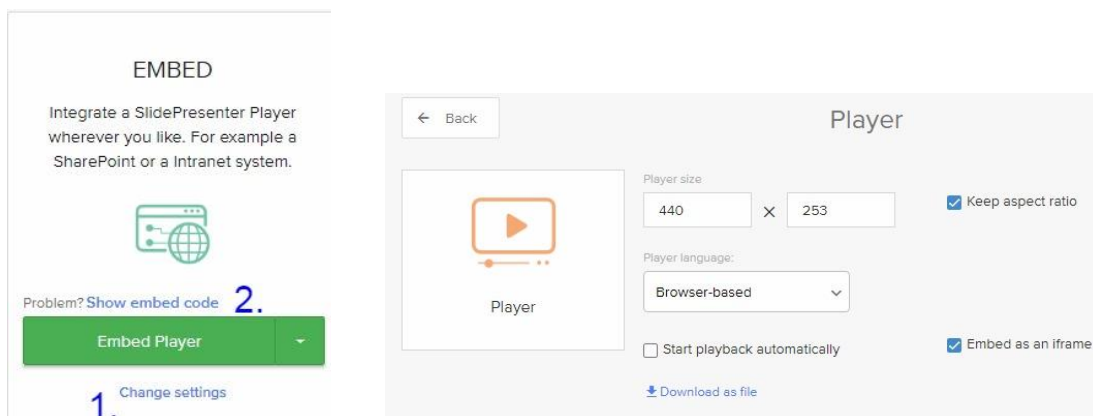 EMBED
Integrate a SlidePresenter Player
wherever you like. For example a
SharePoint or a Intranet system.
Problem? Show embed code 2.
Embed Player
1. Change settings
← Back
Player
Player
Player size
440 × 253
Keep aspect ratio
Player language:
Browser-based
Start playback automatically
Embed as an iframe
Download as file